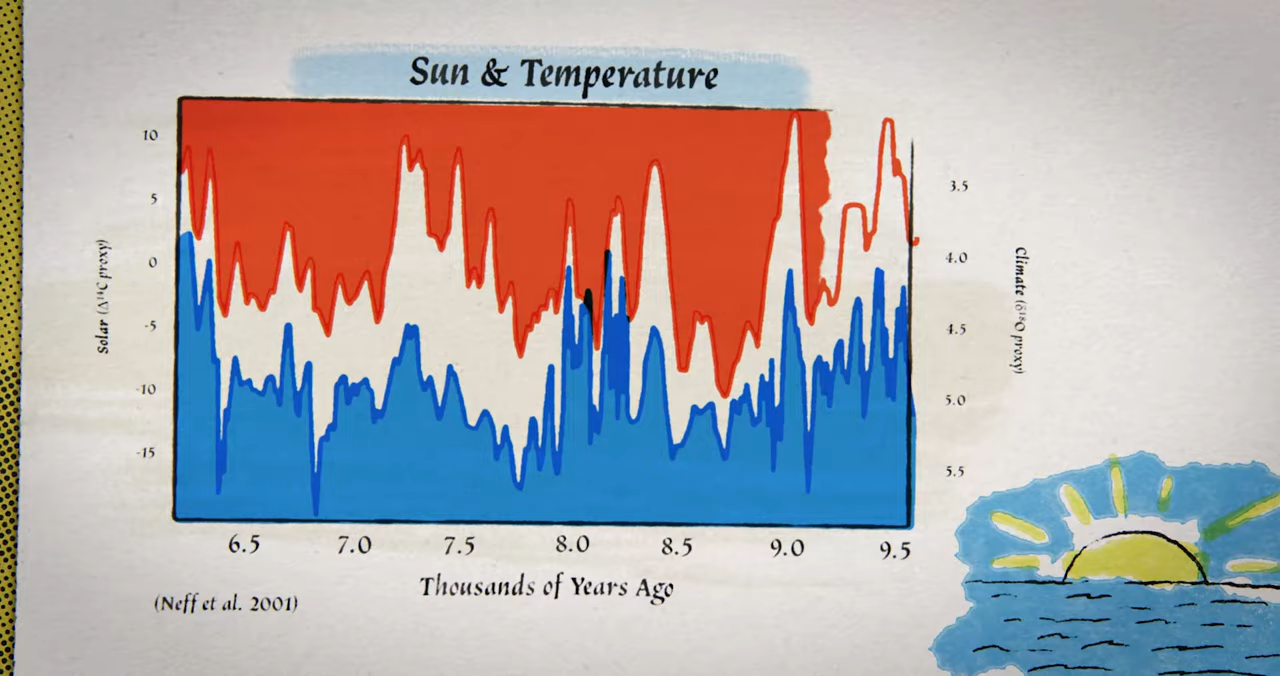 Sun & Temperature
10
5
0
-5
-10
-15
Solar (Δ¹⁴C proxy)
3.5
4.0
4.5
5.0
5.5
Climate (δ¹⁸O proxy)
6.5 7.0 7.5 8.0 8.5 9.0 9.5
Thousands of Years Ago
(Neff et al. 2001)